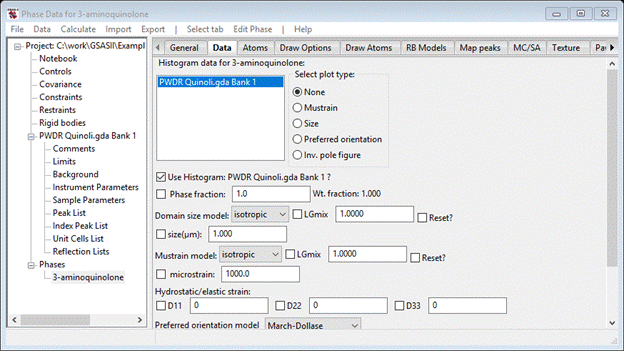 Phase Data for 3-aminoquinolone
File Data Calculate Import Export | Select tab Edit Phase | Help
Project: C:\work\GSASII\Exampl
Notebook
Controls
Covariance
Constraints
Restraints
Rigid bodies
PWDR Quinoli.gda Bank 1
Comments
Limits
Background
Instrument Parameters
Sample Parameters
Peak List
Index Peak List
Unit Cells List
Reflection Lists
Phases
3-aminoquinolone
General Data Atoms Draw Options Draw Atoms RB Models Map peaks MC/SA Texture Pa
Histogram data for 3-aminoquinolone:
PWDR Quinoli.gda Bank 1
Select plot type:
None
Mustrain
Size
Preferred orientation
Inv. pole figure
Use Histogram: PWDR Quinoli.gda Bank 1 ?
Phase fraction: 1.0 Wt. fraction: 1.000
Domain size model: isotropic LGmix 1.0000 Reset?
size(μm): 1.000
Mustrain model: isotropic LGmix 1.0000 Reset?
microstrain: 1000.0
Hydrostatic/elastic strain:
D11 0 D22 0 D33 0
Preferred orientation model March-Dollase